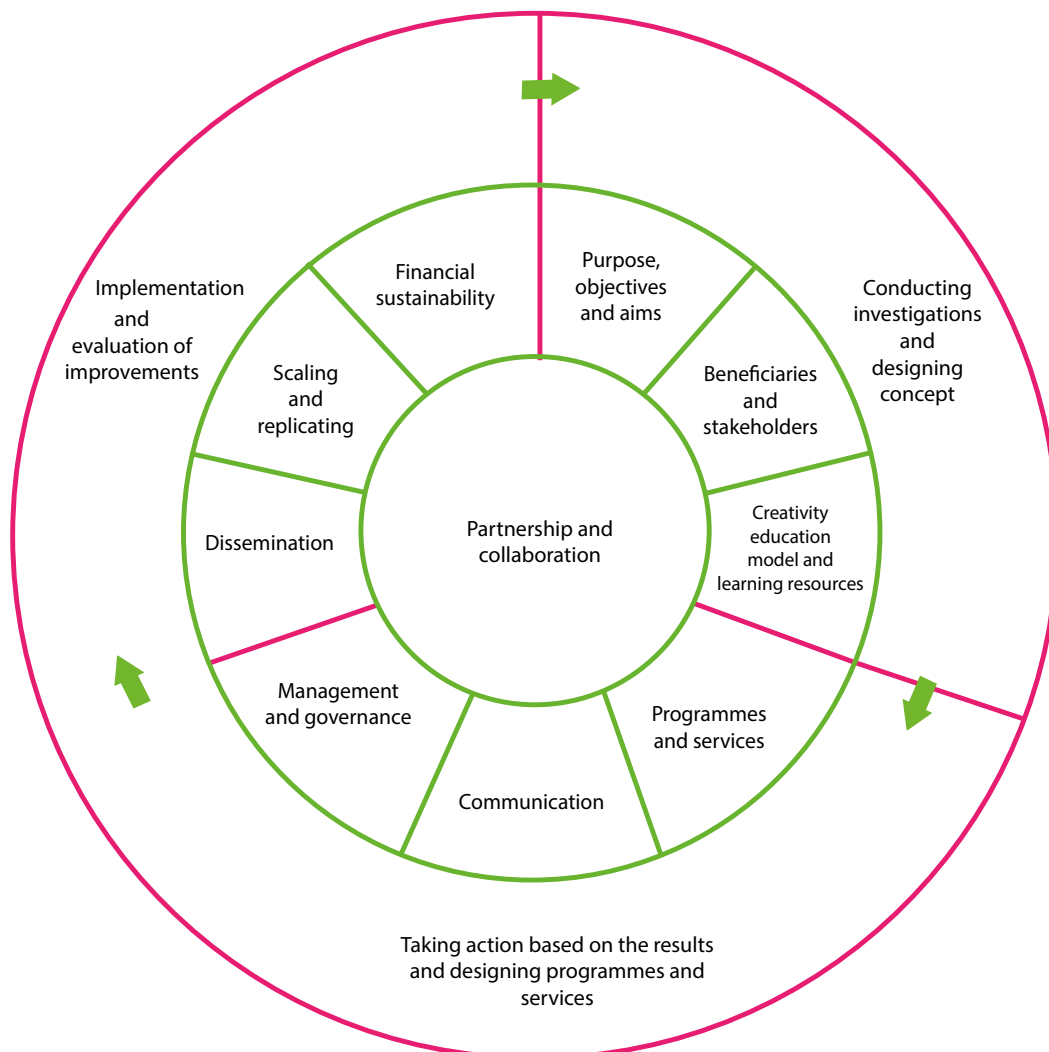 Financial
sustainability
Purpose,
objectives
and aims
Implementation
and
evaluation of
improvements
Conducting
investigations
and
designing
concept
Scaling
and
replicating
Beneficiaries
and
stakeholders
Dissemination
Partnership and
collaboration
Creativity
education
model and
learning resources
Management
and governance
Programmes
and services
Communication
Taking action based on the results
and designing programmes and
services